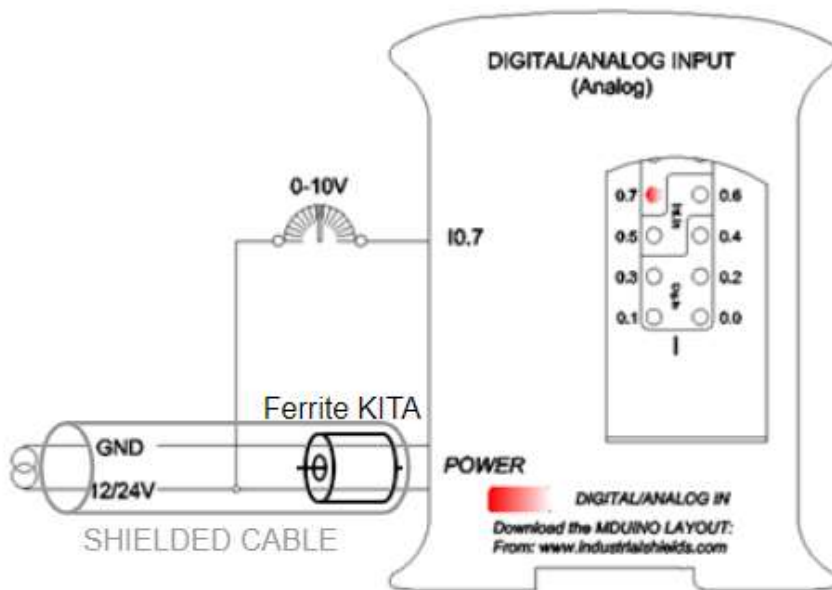 DIGITAL/ANALOG INPUT
(Analog)
0-10V
I0.7
0.7
0.6
0.5
0.4
0.3
0.2
0.1
0.0
I
Ferrite KITA
GND
12/24V
SHIELDED CABLE
POWER
DIGITAL/ANALOG IN
Download the MDUINO LAYOUT:
From: www.industrialshields.com